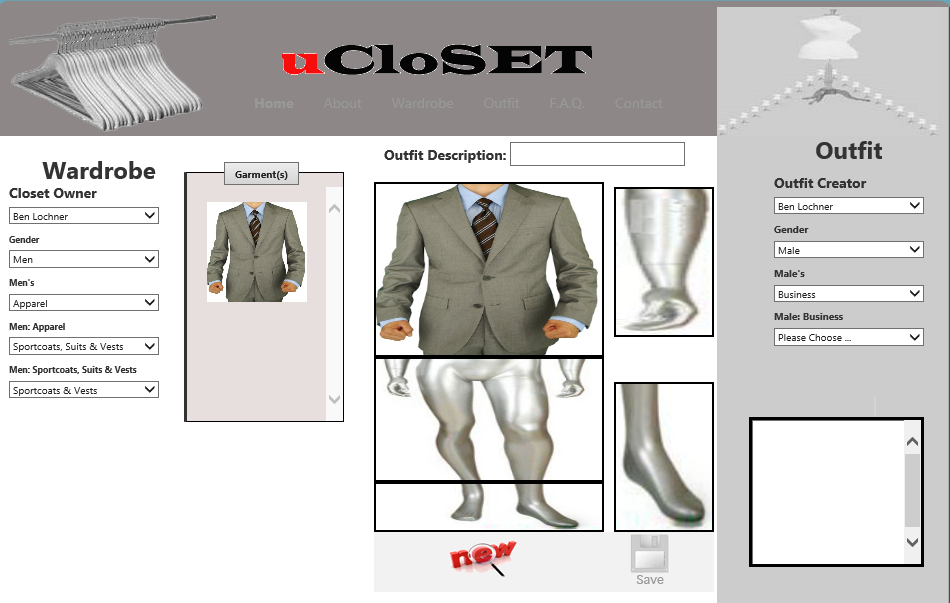 uCloSET
Home About Wardrobe Outfit F.A.Q. Contact
Wardrobe
Closet Owner
Ben Lochner
Gender
Men
Men's
Apparel
Men: Apparel
Sportcoats, Suits & Vests
Men: Sportcoats, Suits & Vests
Sportcoats & Vests
Garment(s)
Outfit Description:
new
Save
Outfit
Outfit Creator
Ben Lochner
Gender
Male
Male's
Business
Male: Business
Please Choose ...